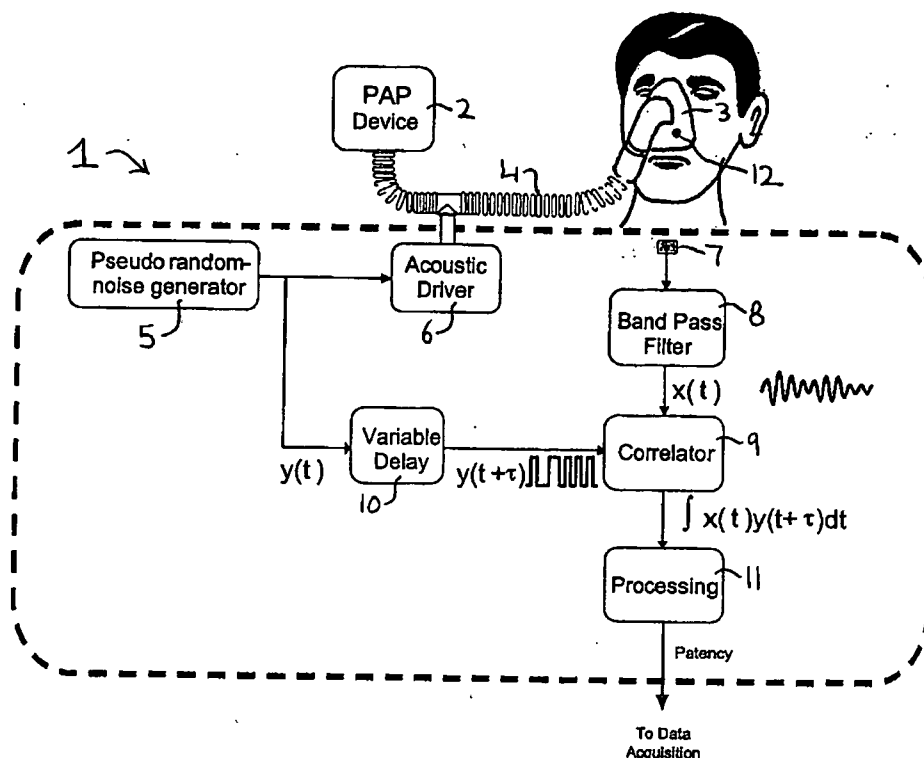 PAP
Device
2
3
12
1
4
7
Pseudo random-
noise generator
5
Acoustic
Driver
6
Band Pass
Filter
8
x(t)
y(t)
Variable
Delay
10
y(t+τ)
Correlator
9
∫ x(t)y(t+τ)dt
Processing
11
Patency
To Data
Acquisition